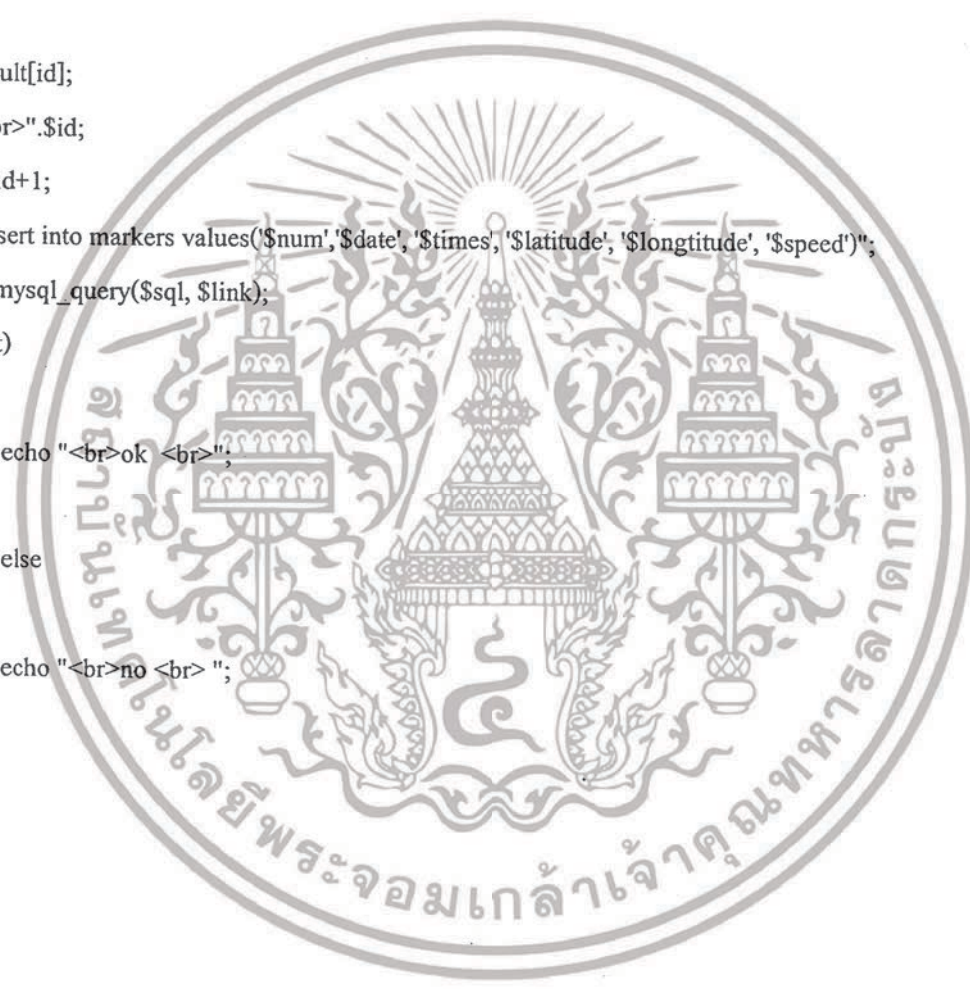 ult[id];
r>".$id;
d+1;
sert into markers values('$num','$date', '$times', '$latitude', '$longtitude', '$speed')";
mysql_query($sql, $link);
t)
echo "<br>ok <br>";
else
echo "<br>no <br> ";
สถาบันเทคโนโลยีพระจอมเกล้าเจ้าคุณทหารลาดกระบัง
๔